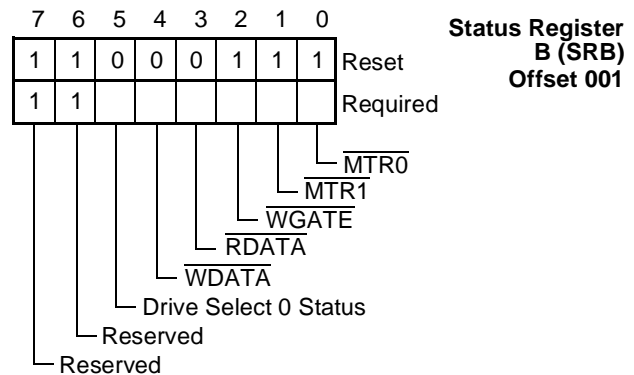 7 6 5 4 3 2 1 0
Status Register
B (SRB)
Offset 001
1 1 0 0 0 1 1 1 Reset
1 1 Required
MTR0
MTR1
WGATE
RDATA
WDATA
Drive Select 0 Status
Reserved
Reserved